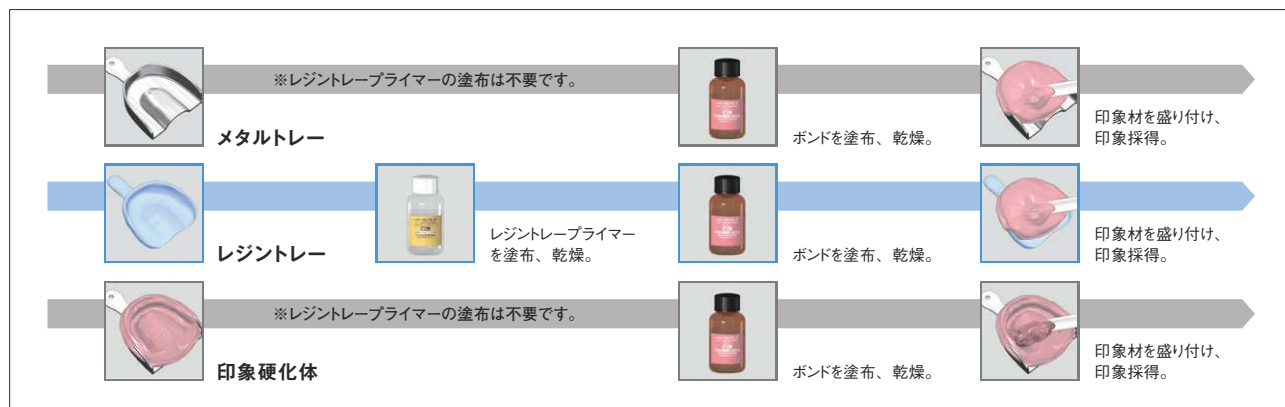 ※レジントレープライマーの塗布は不要です。
メタルトレー
ボンドを塗布、乾燥。
印象材を盛り付け、
印象採得。
レジントレー
レジントレープライマー
を塗布、乾燥。
ボンドを塗布、乾燥。
印象材を盛り付け、
印象採得。
※レジントレープライマーの塗布は不要です。
印象硬化体
ボンドを塗布、乾燥。
印象材を盛り付け、
印象採得。